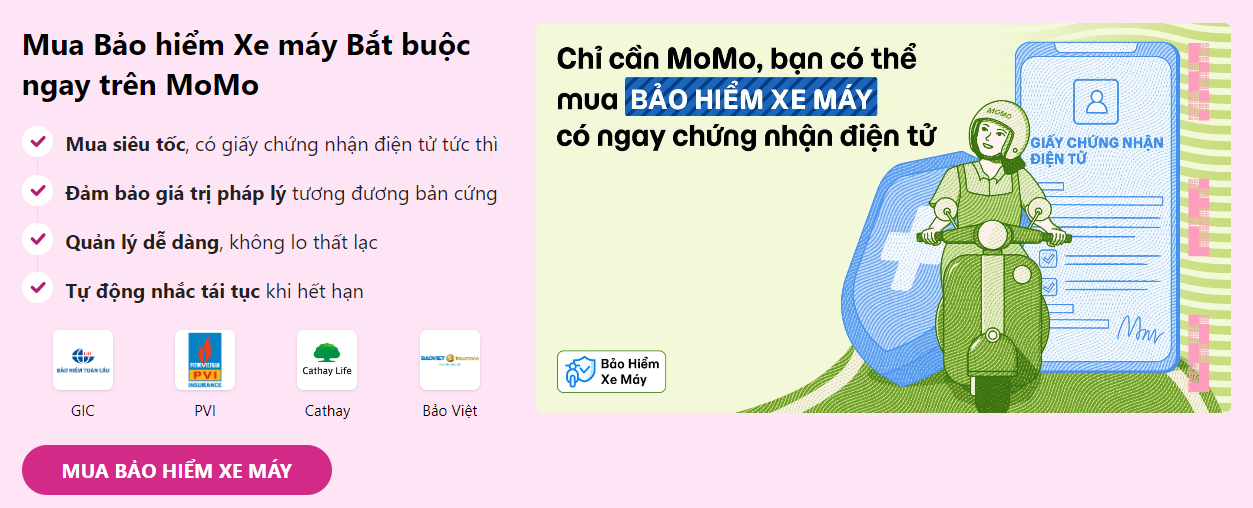 Mua Bảo hiểm Xe máy Bắt buộc
ngay trên MoMo
Mua siêu tốc, có giấy chứng nhận điện tử tức thì
Đảm bảo giá trị pháp lý tương đương bản cứng
Quản lý dễ dàng, không lo thất lạc
Tự động nhắc tái tục khi hết hạn
BẢO HIỂM TOÀN CẦU
GIC
PETROVIETNAM
PVI
INSURANCE
PVI
Cathay Life
Cathay
BAOVIET Insurance
Bảo Việt
MUA BẢO HIỂM XE MÁY
Chỉ cần MoMo, bạn có thể
mua BẢO HIỂM XE MÁY
có ngay chứng nhận điện tử
MOMO
GIẤY CHỨNG NHẬN
ĐIỆN TỬ
Bảo Hiểm
Xe Máy